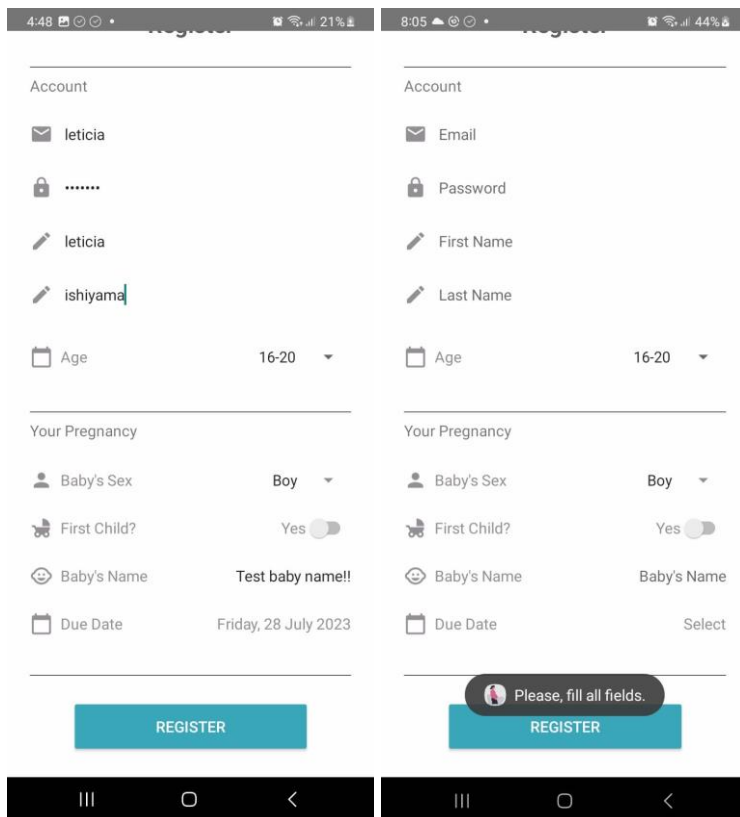 4:48
21%
Register
Account
leticia
•••••••
leticia
ishiyama
Age 16-20
Your Pregnancy
Baby's Sex Boy
First Child? Yes
Baby's Name Test baby name!!
Due Date Friday, 28 July 2023
REGISTER
8:05
44%
Register
Account
Email
Password
First Name
Last Name
Age 16-20
Your Pregnancy
Baby's Sex Boy
First Child? Yes
Baby's Name Baby's Name
Due Date Select
Please, fill all fields.
REGISTER